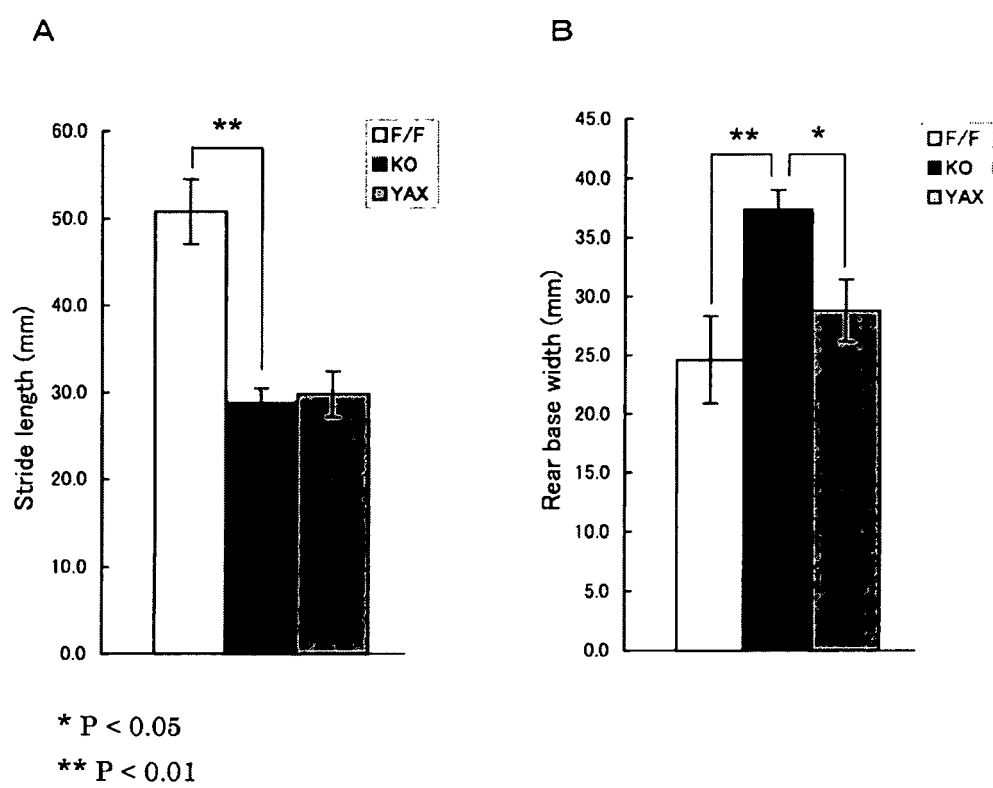 A
Stride length (mm)
60.0
50.0
40.0
30.0
20.0
10.0
0.0
**
F/F
KO
YAX
B
Rear base width (mm)
45.0
40.0
35.0
30.0
25.0
20.0
15.0
10.0
5.0
0.0
**
*
F/F
KO
YAX
* P < 0.05
** P < 0.01